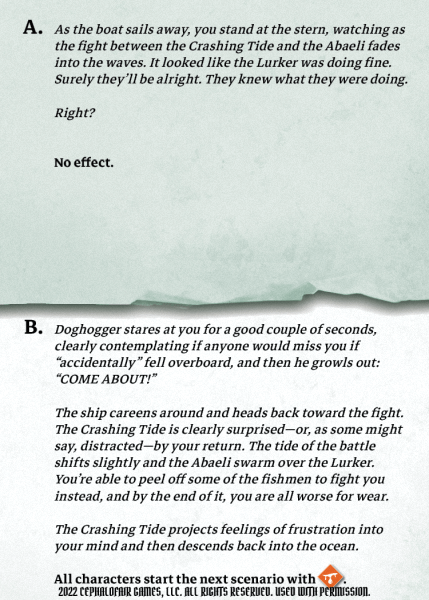 A. As the boat sails away, you stand at the stern, watching as
the fight between the Crashing Tide and the Abaeli fades
into the waves. It looked like the Lurker was doing fine.
Surely they’ll be alright. They knew what they were doing.
Right?
No effect.
B. Doghogger stares at you for a good couple of seconds,
clearly contemplating if anyone would miss you if
“accidentally” fell overboard, and then he growls out:
“COME ABOUT!”
The ship careens around and heads back toward the fight.
The Crashing Tide is clearly surprised—or, as some might
say, distracted—by your return. The tide of the battle
shifts slightly and the Abaeli swarm over the Lurker.
You’re able to peel off some of the fishmen to fight you
instead, and by the end of it, you are all worse for wear.
The Crashing Tide projects feelings of frustration into
your mind and then descends back into the ocean.
All characters start the next scenario with .
2022 CEPHALOFAIR GAMES, LLC. ALL RIGHTS RESERVED. USED WITH PERMISSION.